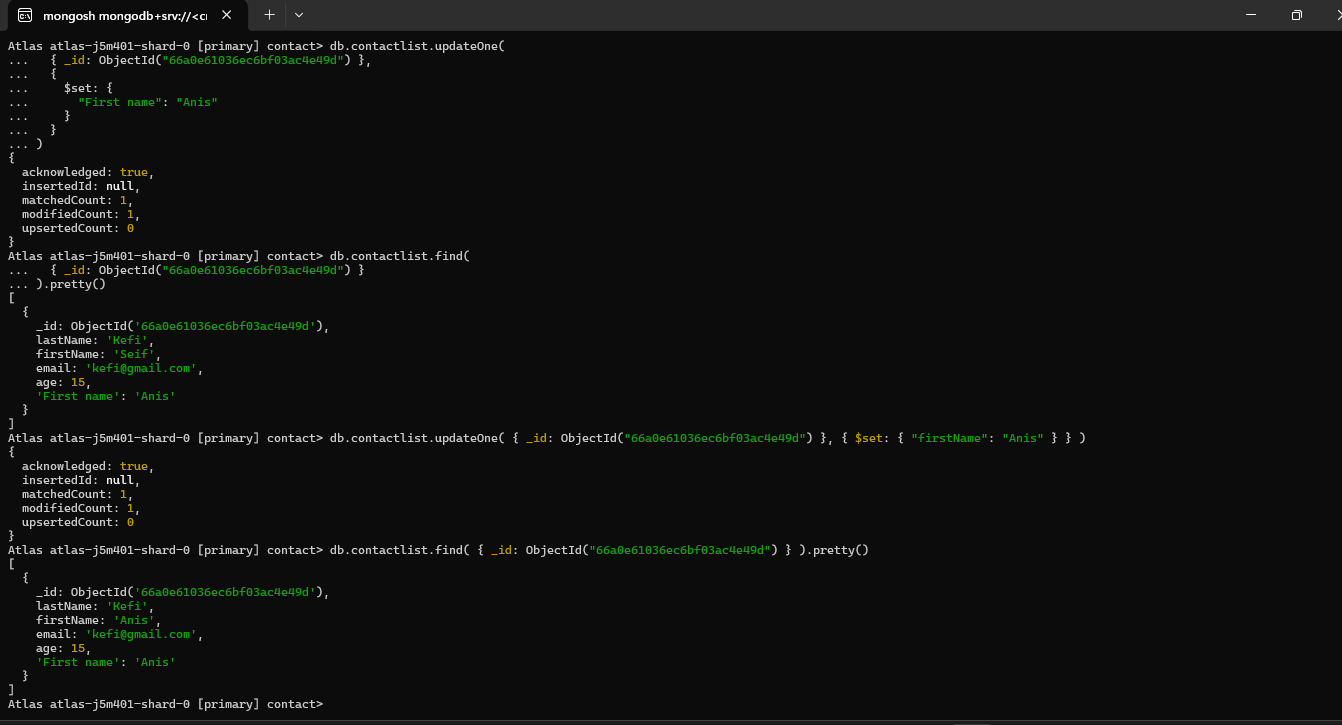 mongosh mongodb+srv://<cr
Atlas atlas-j5m401-shard-0 [primary] contact> db.contactlist.updateOne(
...   { _id: ObjectId("66a0e61036ec6bf03ac4e49d") },
...   {
...     $set: {
...       "First name": "Anis"
...     }
...   }
... )
{
  acknowledged: true,
  insertedId: null,
  matchedCount: 1,
  modifiedCount: 1,
  upsertedCount: 0
}
Atlas atlas-j5m401-shard-0 [primary] contact> db.contactlist.find(
...   { _id: ObjectId("66a0e61036ec6bf03ac4e49d") }
... ).pretty()
[
  {
    _id: ObjectId('66a0e61036ec6bf03ac4e49d'),
    lastName: 'Kefi',
    firstName: 'Seif',
    email: 'kefi@gmail.com',
    age: 15,
    'First name': 'Anis'
  }
]
Atlas atlas-j5m401-shard-0 [primary] contact> db.contactlist.updateOne( { _id: ObjectId("66a0e61036ec6bf03ac4e49d") }, { $set: { "firstName": "Anis" } } )
{
  acknowledged: true,
  insertedId: null,
  matchedCount: 1,
  modifiedCount: 1,
  upsertedCount: 0
}
Atlas atlas-j5m401-shard-0 [primary] contact> db.contactlist.find( { _id: ObjectId("66a0e61036ec6bf03ac4e49d") } ).pretty()
[
  {
    _id: ObjectId('66a0e61036ec6bf03ac4e49d'),
    lastName: 'Kefi',
    firstName: 'Anis',
    email: 'kefi@gmail.com',
    age: 15,
    'First name': 'Anis'
  }
]
Atlas atlas-j5m401-shard-0 [primary] contact>